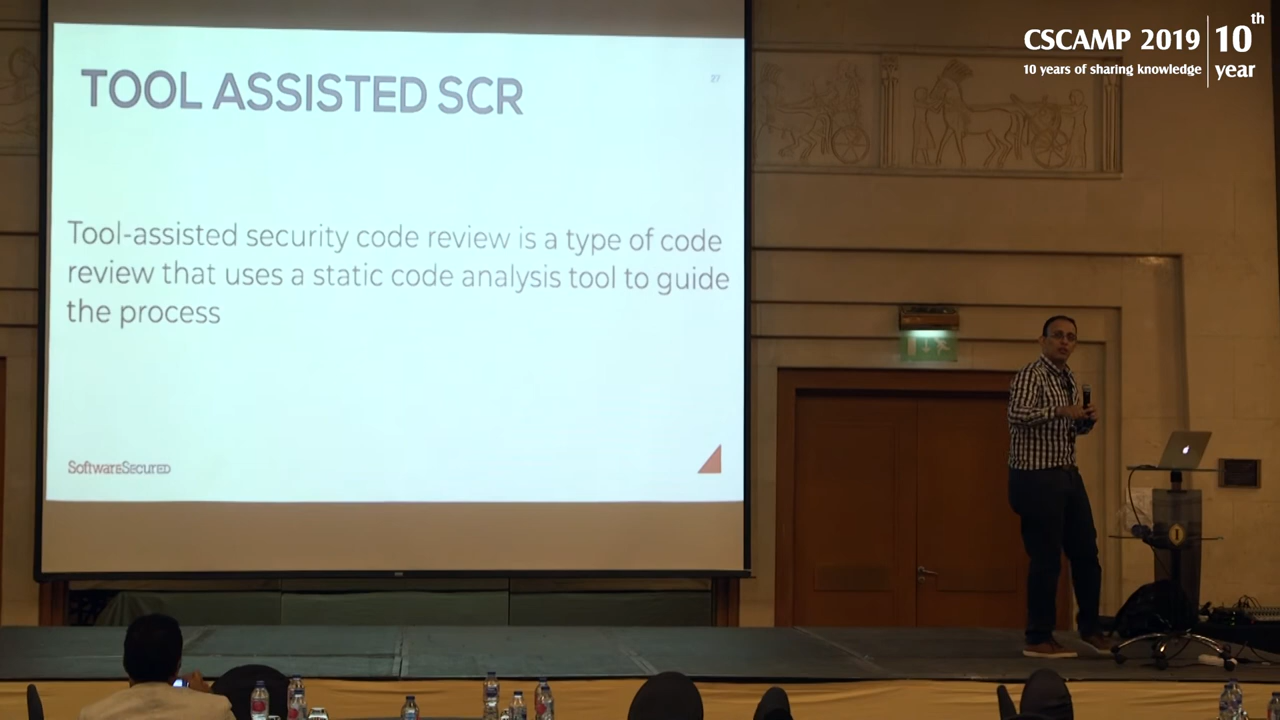 CSCAMP 2019
10 years of sharing knowledge
10th
year
27
TOOL ASSISTED SCR
Tool-assisted security code review is a type of code
review that uses a static code analysis tool to guide
the process
SoftwareSecured